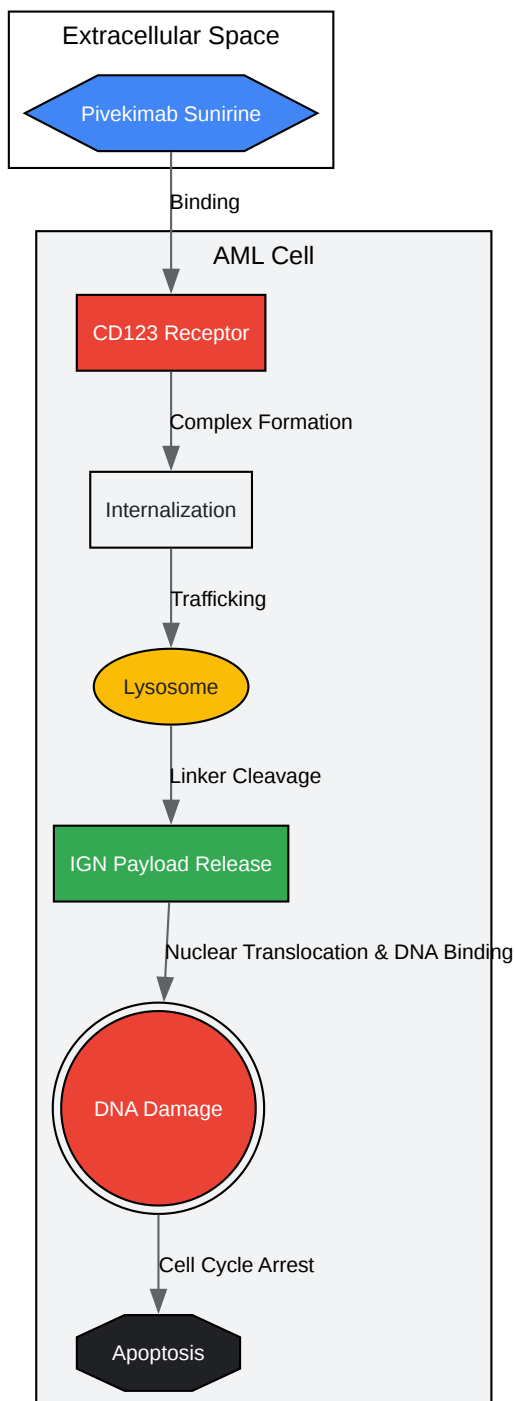 Extracellular Space
Pivekimab Sunirine
Binding
AML Cell
CD123 Receptor
Complex Formation
Internalization
Trafficking
Lysosome
Linker Cleavage
IGN Payload Release
Nuclear Translocation & DNA Binding
DNA Damage
Cell Cycle Arrest
Apoptosis